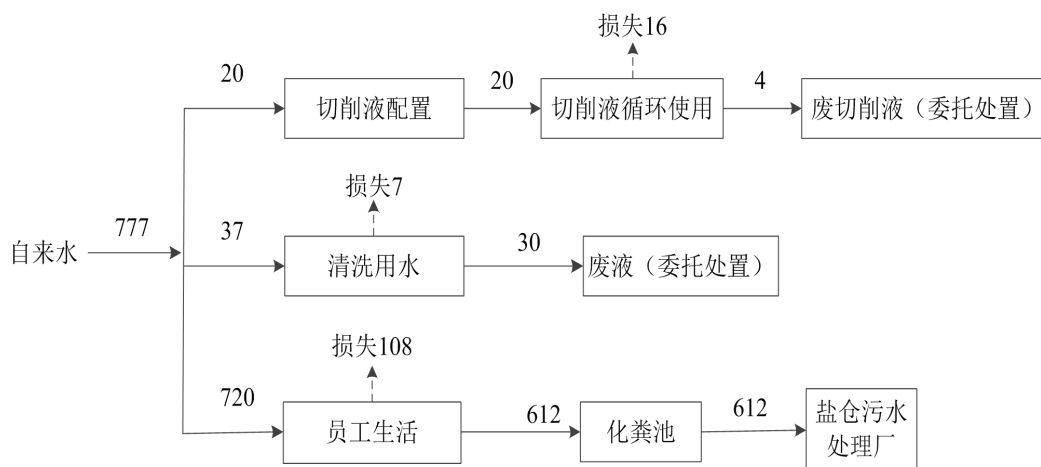 损失16
20
切削液配置
20
切削液循环使用
4
废切削液（委托处置）
损失7
自来水
777
37
清洗用水
30
废液（委托处置）
损失108
720
员工生活
612
化粪池
612
盐仓污水
处理厂